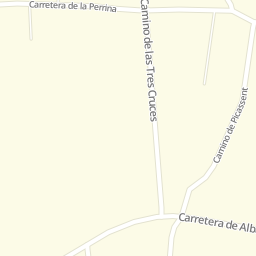 Carretera de la Perrina
Camino de las Tres Cruces
Camino de Picassent
Carretera de Alb